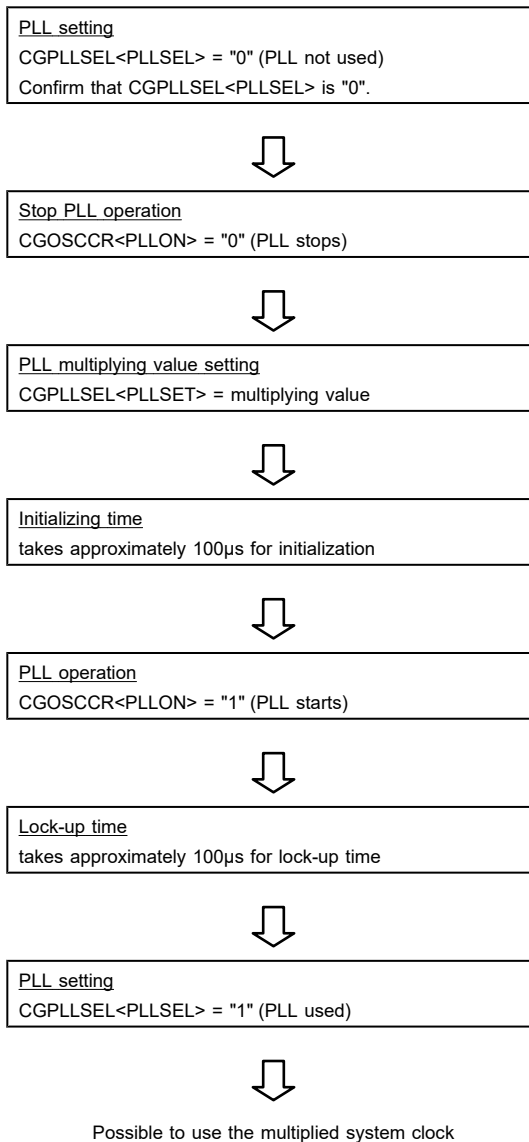 PLL setting
CGPLLSEL<PLLSEL> = "0" (PLL not used)
Confirm that CGPLLSEL<PLLSEL> is "0".
Stop PLL operation
CGOSCCR<PLLON> = "0" (PLL stops)
PLL multiplying value setting
CGPLLSEL<PLLSET> = multiplying value
Initializing time
takes approximately 100μs for initialization
PLL operation
CGOSCCR<PLLON> = "1" (PLL starts)
Lock-up time
takes approximately 100μs for lock-up time
PLL setting
CGPLLSEL<PLLSEL> = "1" (PLL used)
Possible to use the multiplied system clock